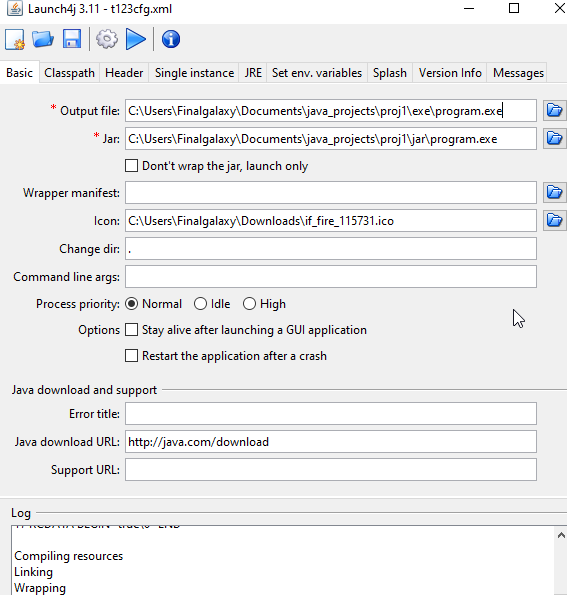 Launch4j 3.11 - t123cfg.xml
Basic Classpath Header Single instance JRE Set env. variables Splash Version Info Messages
* Output file: C:\Users\Finalgalaxy\Documents\java_projects\proj1\exe\program.exe
* Jar: C:\Users\Finalgalaxy\Documents\java_projects\proj1\jar\program.exe
Dont't wrap the jar, launch only
Wrapper manifest:
Icon: C:\Users\Finalgalaxy\Downloads\if_fire_115731.ico
Change dir: .
Command line args:
Process priority: Normal Idle High
Options Stay alive after launching a GUI application
Restart the application after a crash
Java download and support
Error title:
Java download URL: http://java.com/download
Support URL:
Log
Compiling resources
Linking
Wrapping